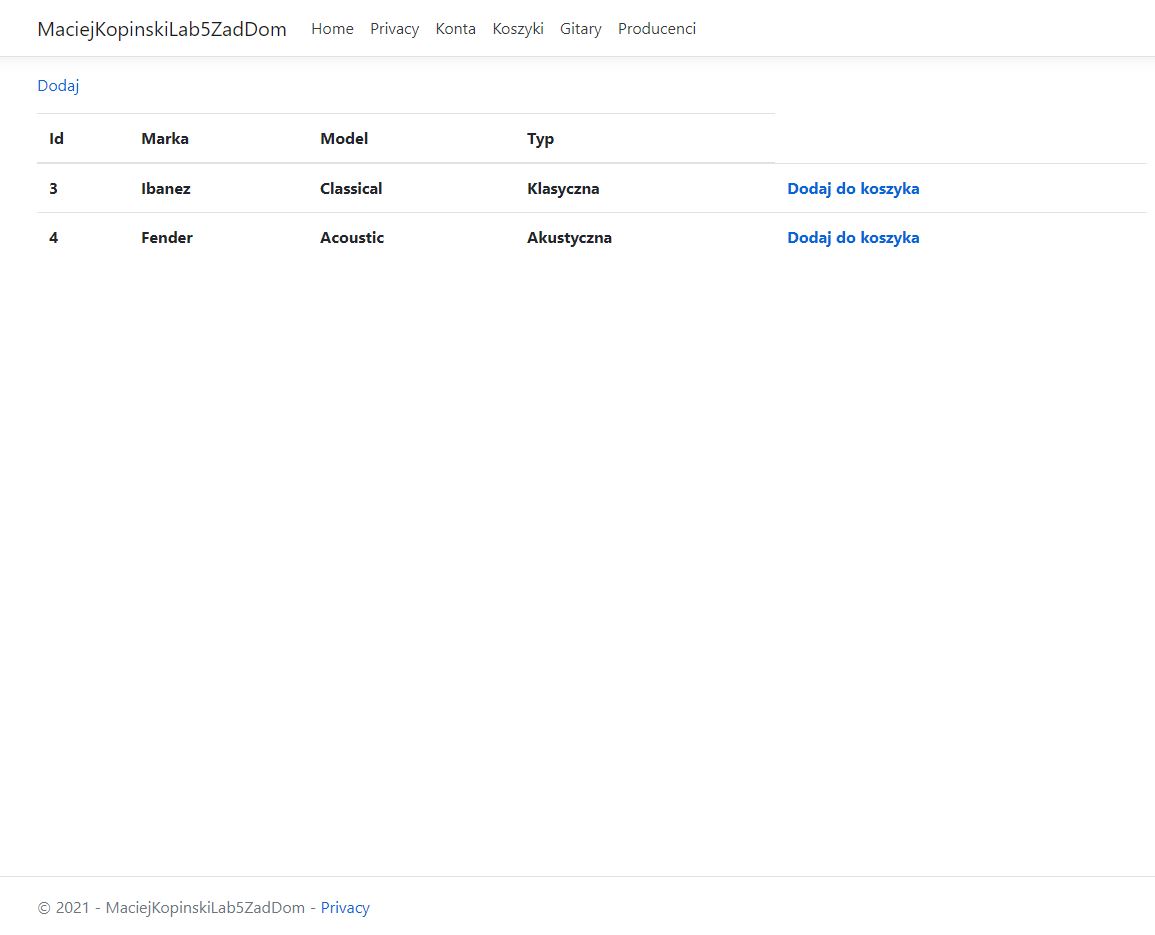 MaciejKopinskiLab5ZadDom Home Privacy Konta Koszyki Gitary Producenci
Dodaj
Id Marka Model Typ
3 Ibanez Classical Klasyczna Dodaj do koszyka
4 Fender Acoustic Akustyczna Dodaj do koszyka
© 2021 - MaciejKopinskiLab5ZadDom - Privacy